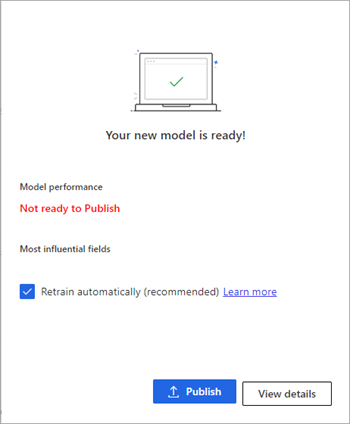 Your new model is ready!
Model performance
Not ready to Publish
Most influential fields
Retrain automatically (recommended) Learn more
Publish
View details